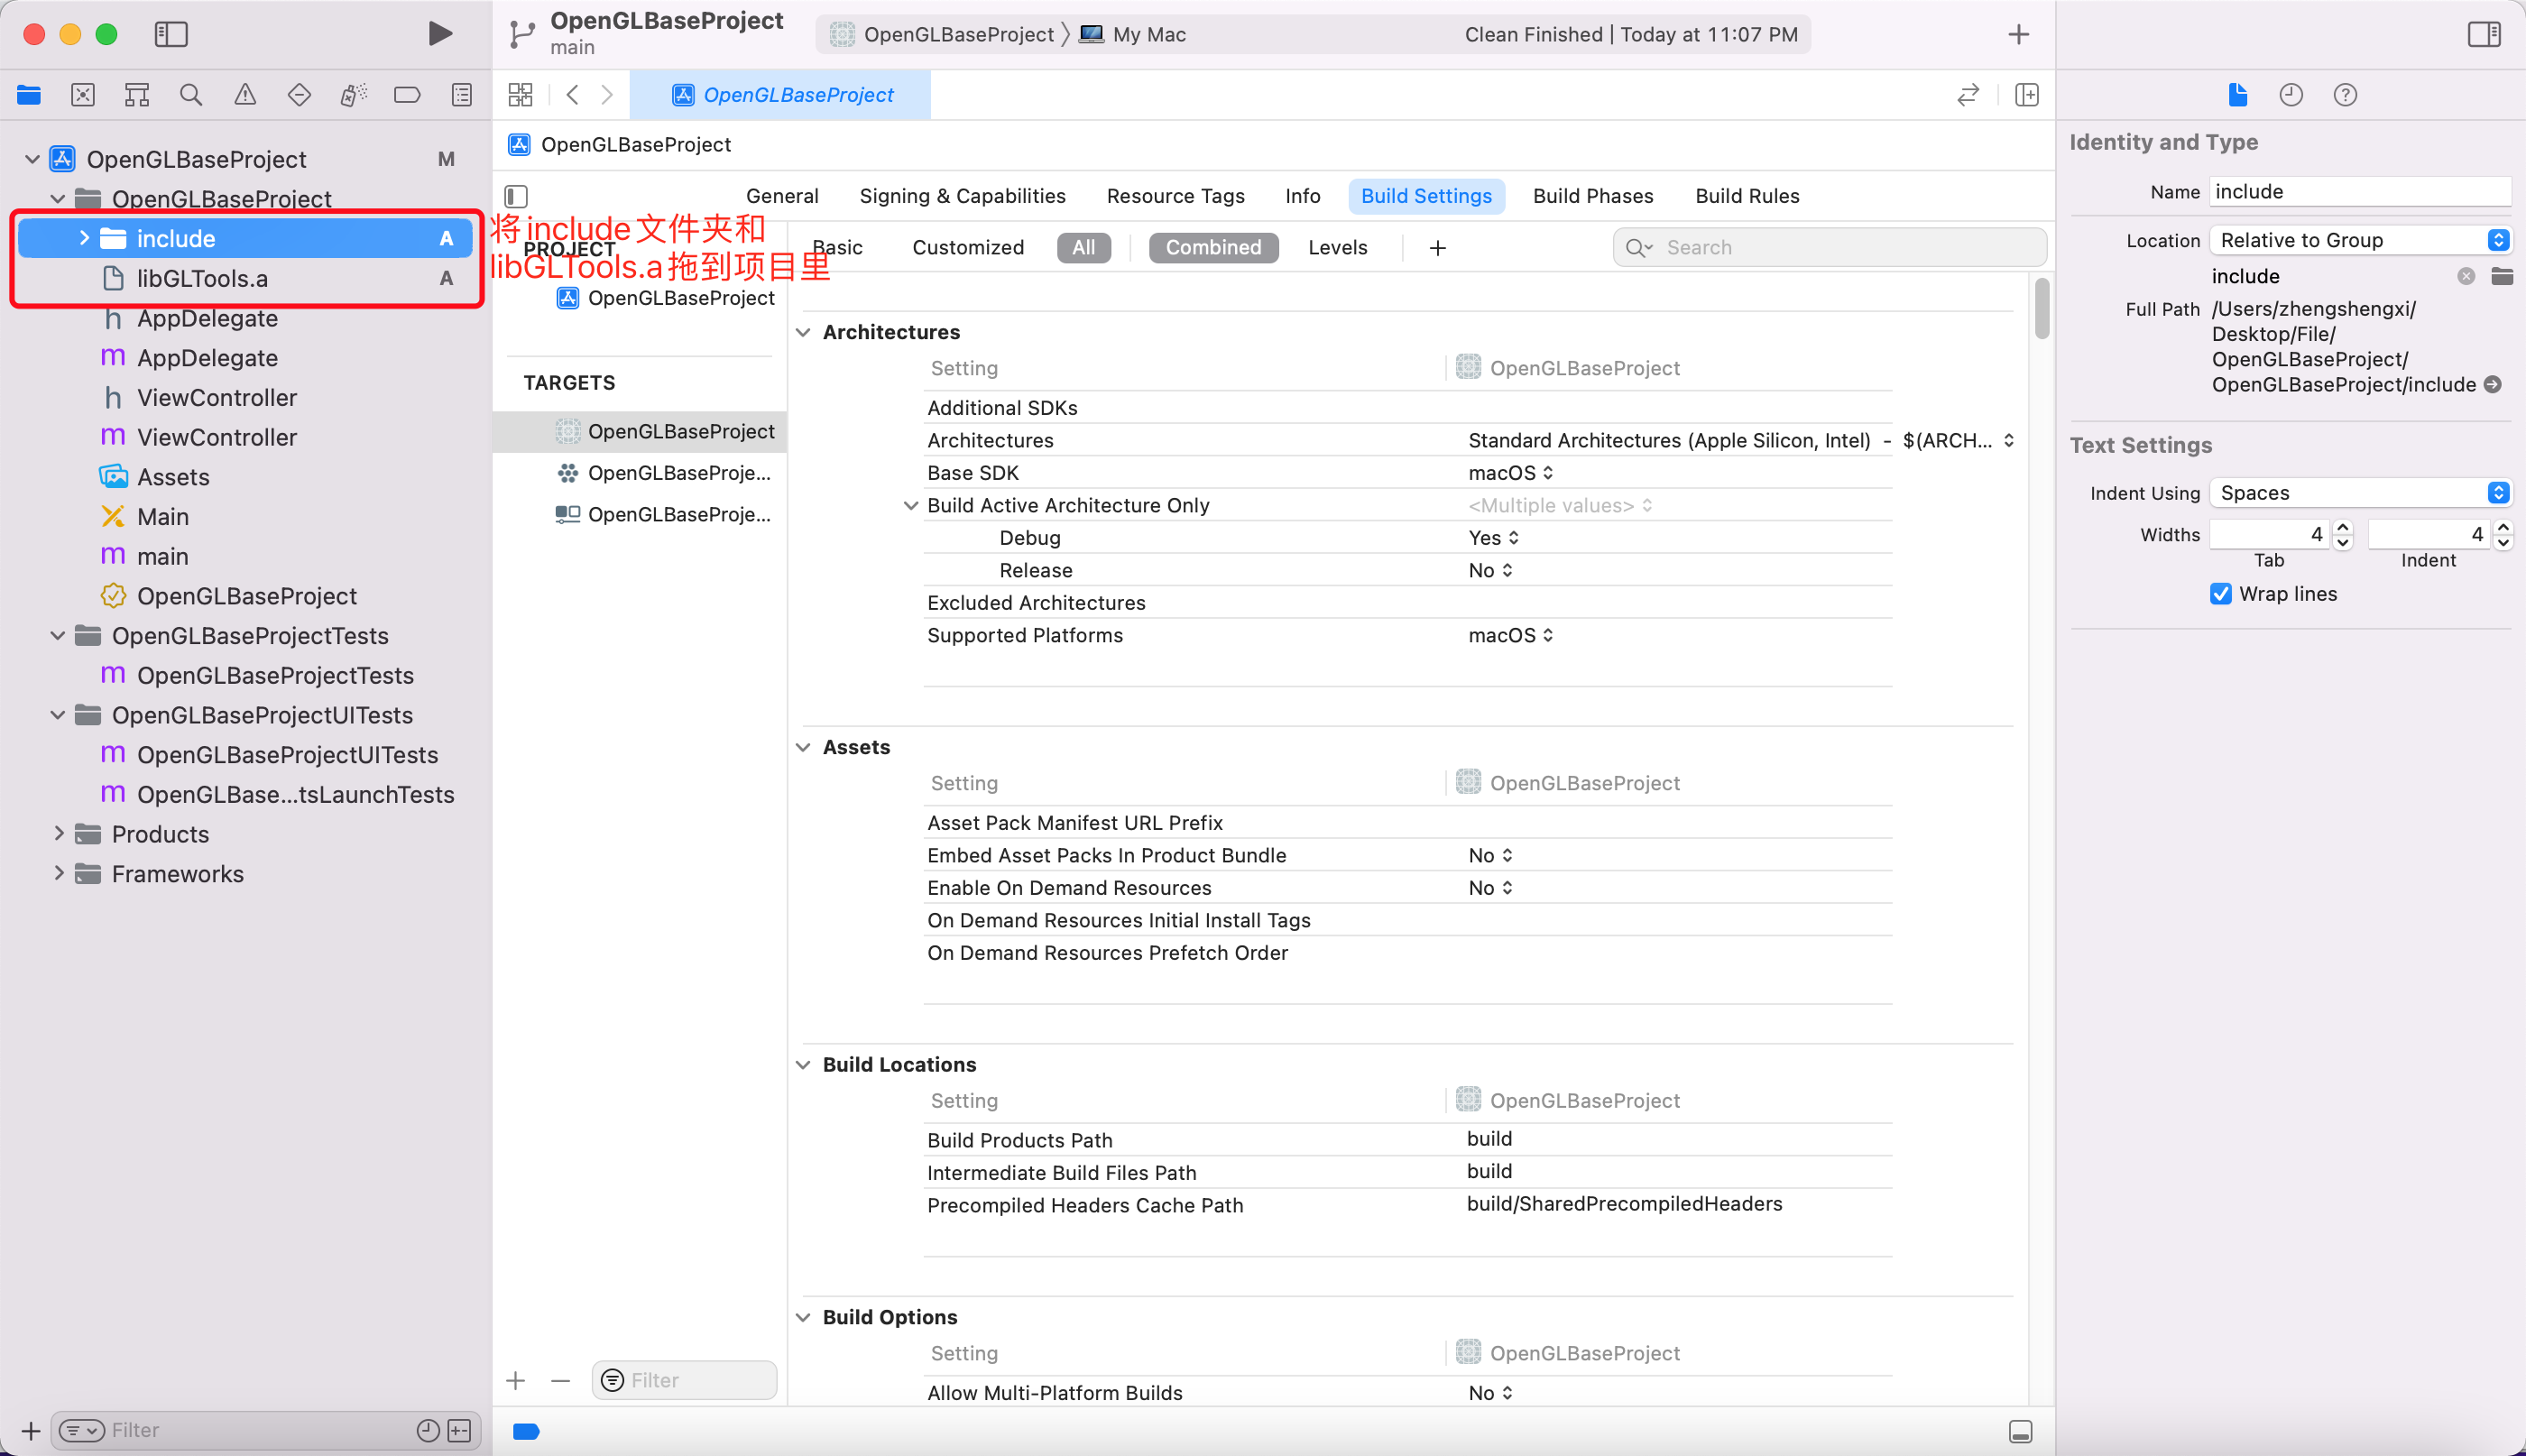 OpenGLBaseProject
main
OpenGLBaseProject
My Mac
Clean Finished | Today at 11:07 PM
OpenGLBaseProject
OpenGLBaseProject M
OpenGLBaseProject
include A
libGLTools.a A
h AppDelegate
m AppDelegate
h ViewController
m ViewController
Assets
Main
m main
OpenGLBaseProject
OpenGLBaseProjectTests
m OpenGLBaseProjectTests
OpenGLBaseProjectUITests
m OpenGLBaseProjectUITests
m OpenGLBase...tsLaunchTests
Products
Frameworks
Filter
OpenGLBaseProject
General Signing & Capabilities Resource Tags Info Build Settings Build Phases Build Rules
将include文件夹和
libGLTools.a拖到项目里
PROJECT
OpenGLBaseProject
TARGETS
OpenGLBaseProject
OpenGLBaseProje...
OpenGLBaseProje...
Filter
Basic Customized All Combined Levels Search
Architectures
Setting OpenGLBaseProject
Additional SDKs
Architectures Standard Architectures (Apple Silicon, Intel) - $(ARCH...
Base SDK macOS
Build Active Architecture Only <Multiple values>
Debug Yes
Release No
Excluded Architectures
Supported Platforms macOS
Assets
Setting OpenGLBaseProject
Asset Pack Manifest URL Prefix
Embed Asset Packs In Product Bundle No
Enable On Demand Resources No
On Demand Resources Initial Install Tags
On Demand Resources Prefetch Order
Build Locations
Setting OpenGLBaseProject
Build Products Path build
Intermediate Build Files Path build
Precompiled Headers Cache Path build/SharedPrecompiledHeaders
Build Options
Setting OpenGLBaseProject
Allow Multi-Platform Builds No
Identity and Type
Name include
Location Relative to Group
include
Full Path /Users/zhengshengxi/
Desktop/File/
OpenGLBaseProject/
OpenGLBaseProject/include
Text Settings
Indent Using Spaces
Widths 4 4
Tab Indent
Wrap lines